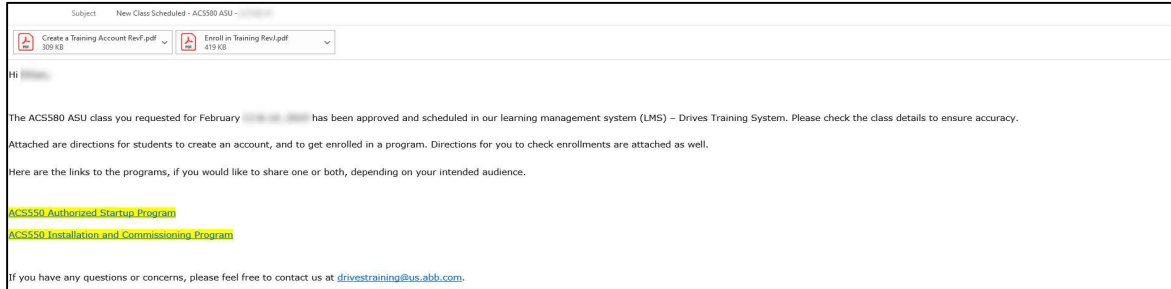 Subject New Class Scheduled - ACS580 ASU -
Create a Training Account RevF.pdf
309 KB
Enroll in Training RevJ.pdf
419 KB
Hi
The ACS580 ASU class you requested for February has been approved and scheduled in our learning management system (LMS) – Drives Training System. Please check the class details to ensure accuracy.
Attached are directions for students to create an account, and to get enrolled in a program. Directions for you to check enrollments are attached as well.
Here are the links to the programs, if you would like to share one or both, depending on your intended audience.
ACS550 Authorized Startup Program
ACS550 Installation and Commissioning Program
If you have any questions or concerns, please feel free to contact us at drivestraining@us.abb.com.